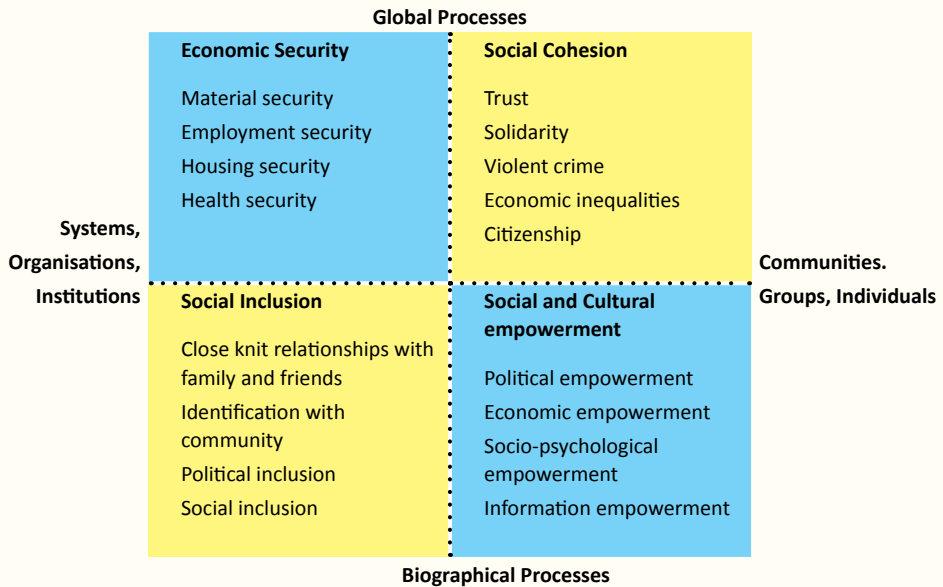 Global Processes
Economic Security
Material security
Employment security
Housing security
Health security
Social Cohesion
Trust
Solidarity
Violent crime
Economic inequalities
Citizenship
Systems,
Organisations,
Institutions
Communities.
Groups, Individuals
Social Inclusion
Close knit relationships with
family and friends
Identification with
community
Political inclusion
Social inclusion
Social and Cultural
empowerment
Political empowerment
Economic empowerment
Socio-psychological
empowerment
Information empowerment
Biographical Processes